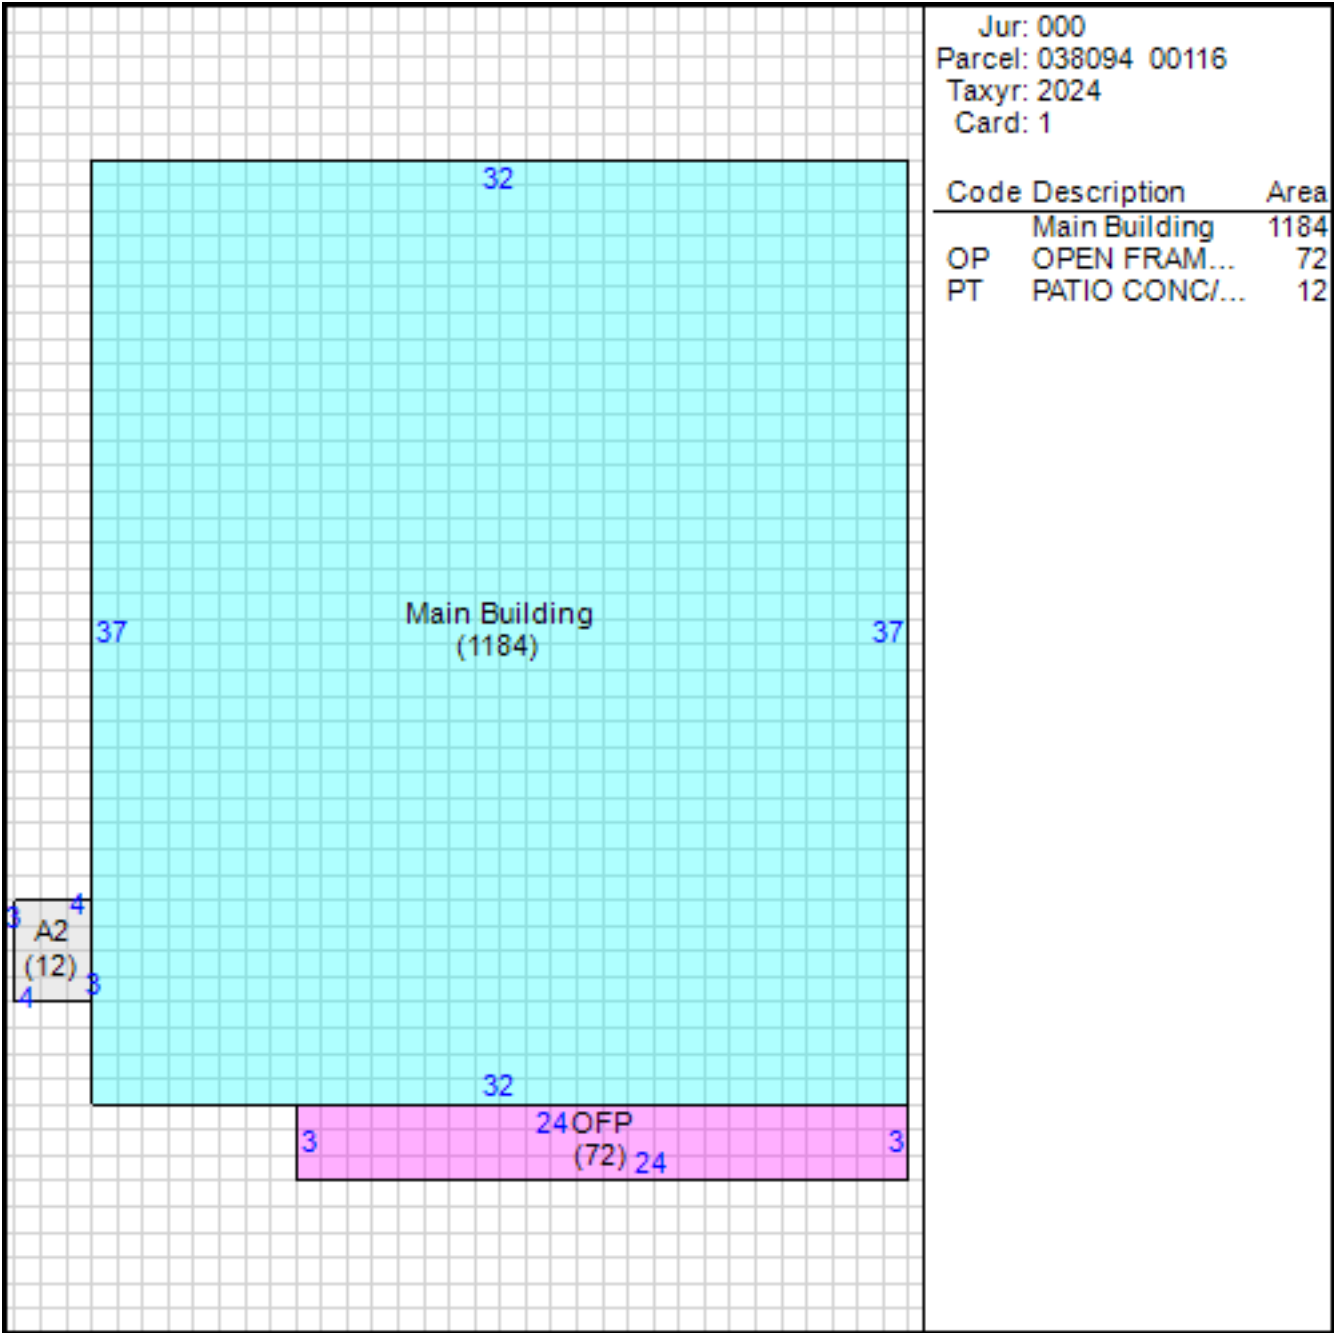 Jur: 000
Parcel: 038094 00116
Taxyr: 2024
Card: 1
Code Description Area
Main Building 1184
OP OPEN FRAM... 72
PT PATIO CONC/... 12
32
37
Main Building
(1184)
37
3
4
A2
(12)
3
4
32
24 OFP
3
(72) 24
3